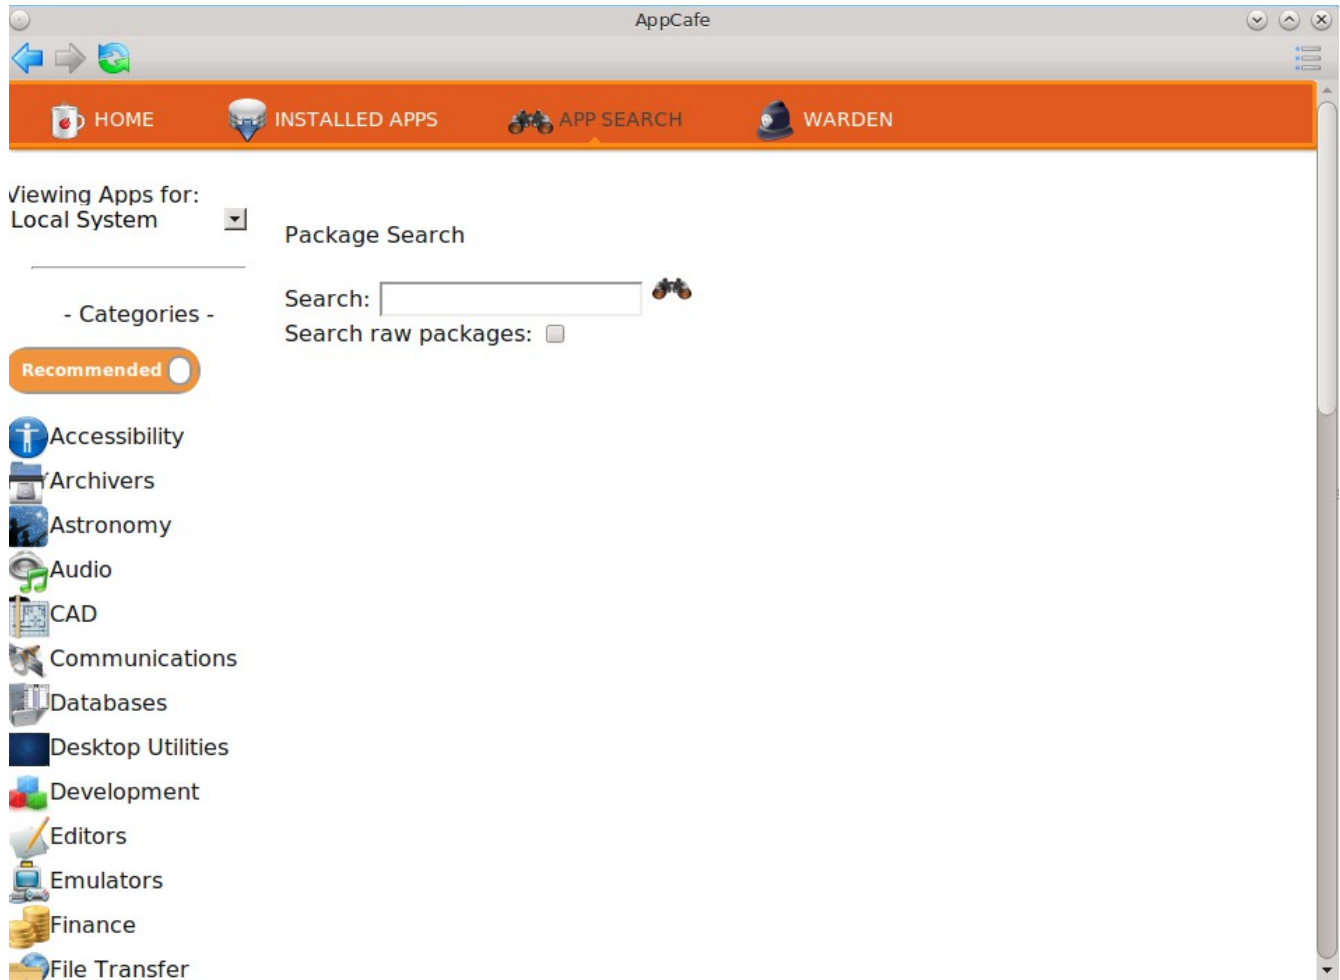 AppCafe
HOME INSTALLED APPS APP SEARCH WARDEN
Viewing Apps for:
Local System
- Categories -
Recommended
Accessibility
Archivers
Astronomy
Audio
CAD
Communications
Databases
Desktop Utilities
Development
Editors
Emulators
Finance
File Transfer
Package Search
Search:
Search raw packages: